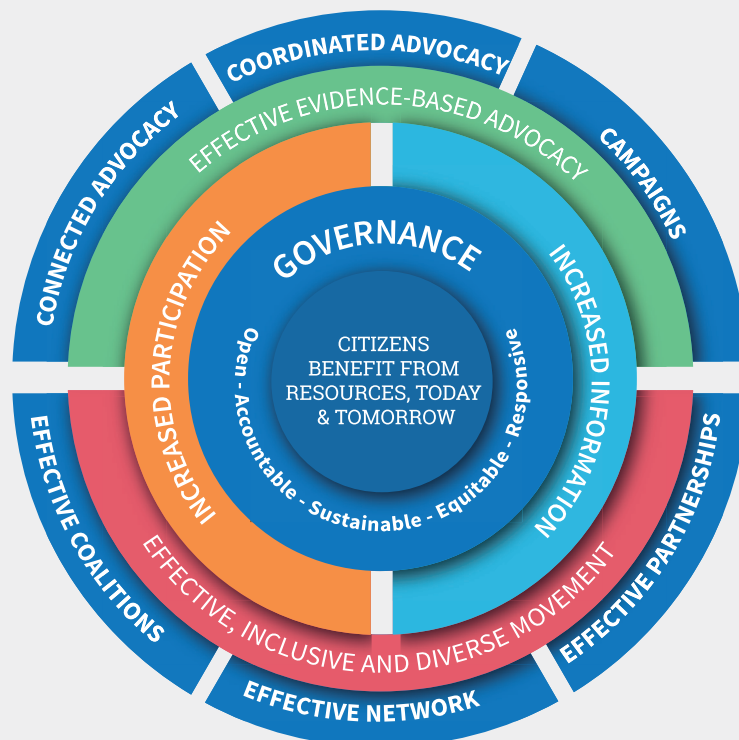 COORDINATED ADVOCACY
CONNECTED ADVOCACY
CAMPAIGNS
EFFECTIVE EVIDENCE-BASED ADVOCACY
INCREASED PARTICIPATION
INCREASED INFORMATION
GOVERNANCE
CITIZENS
BENEFIT FROM
RESOURCES, TODAY
& TOMORROW
Open - Accountable - Sustainable - Equitable - Responsive
EFFECTIVE, INCLUSIVE AND DIVERSE MOVEMENT
EFFECTIVE COALITIONS
EFFECTIVE NETWORK
EFFECTIVE PARTNERSHIPS